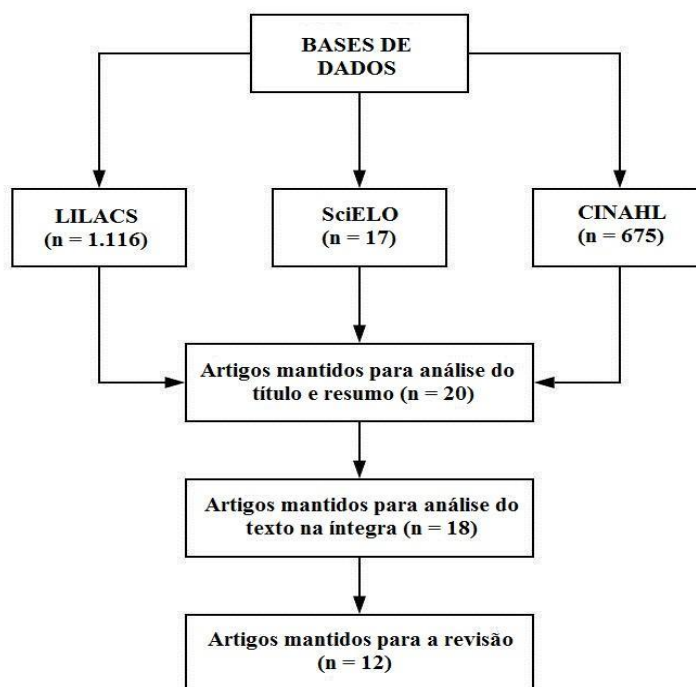 BASES DE
DADOS
LILACS
(n = 1.116)
SciELO
(n = 17)
CINAHL
(n = 675)
Artigos mantidos para análise do
título e resumo (n = 20)
Artigos mantidos para análise do
texto na íntegra (n = 18)
Artigos mantidos para a revisão
(n = 12)